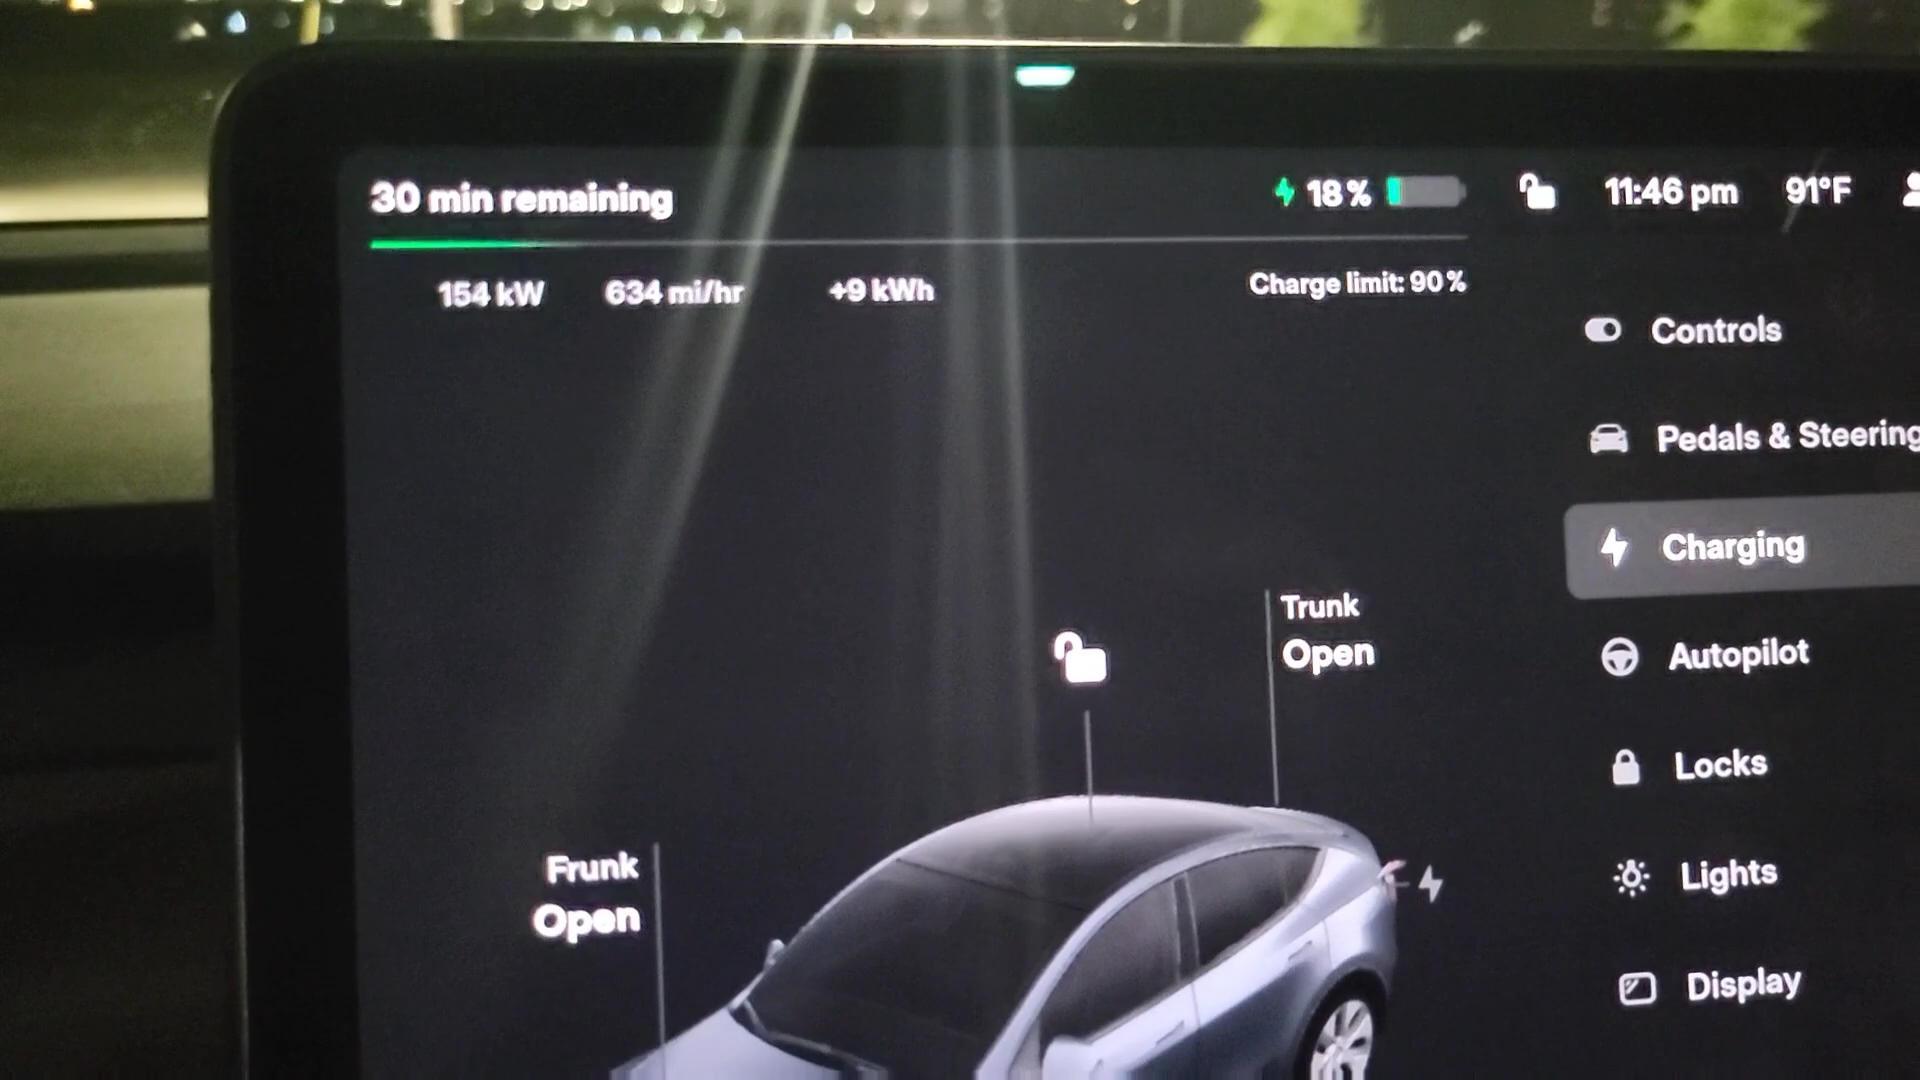 30 min remaining
18%
11:46 pm
91°F
154 kW
634 mi/hr
+9 kWh
Charge limit: 90%
Controls
Pedals & Steering
Charging
Trunk
Open
Autopilot
Locks
Frunk
Open
Lights
Display